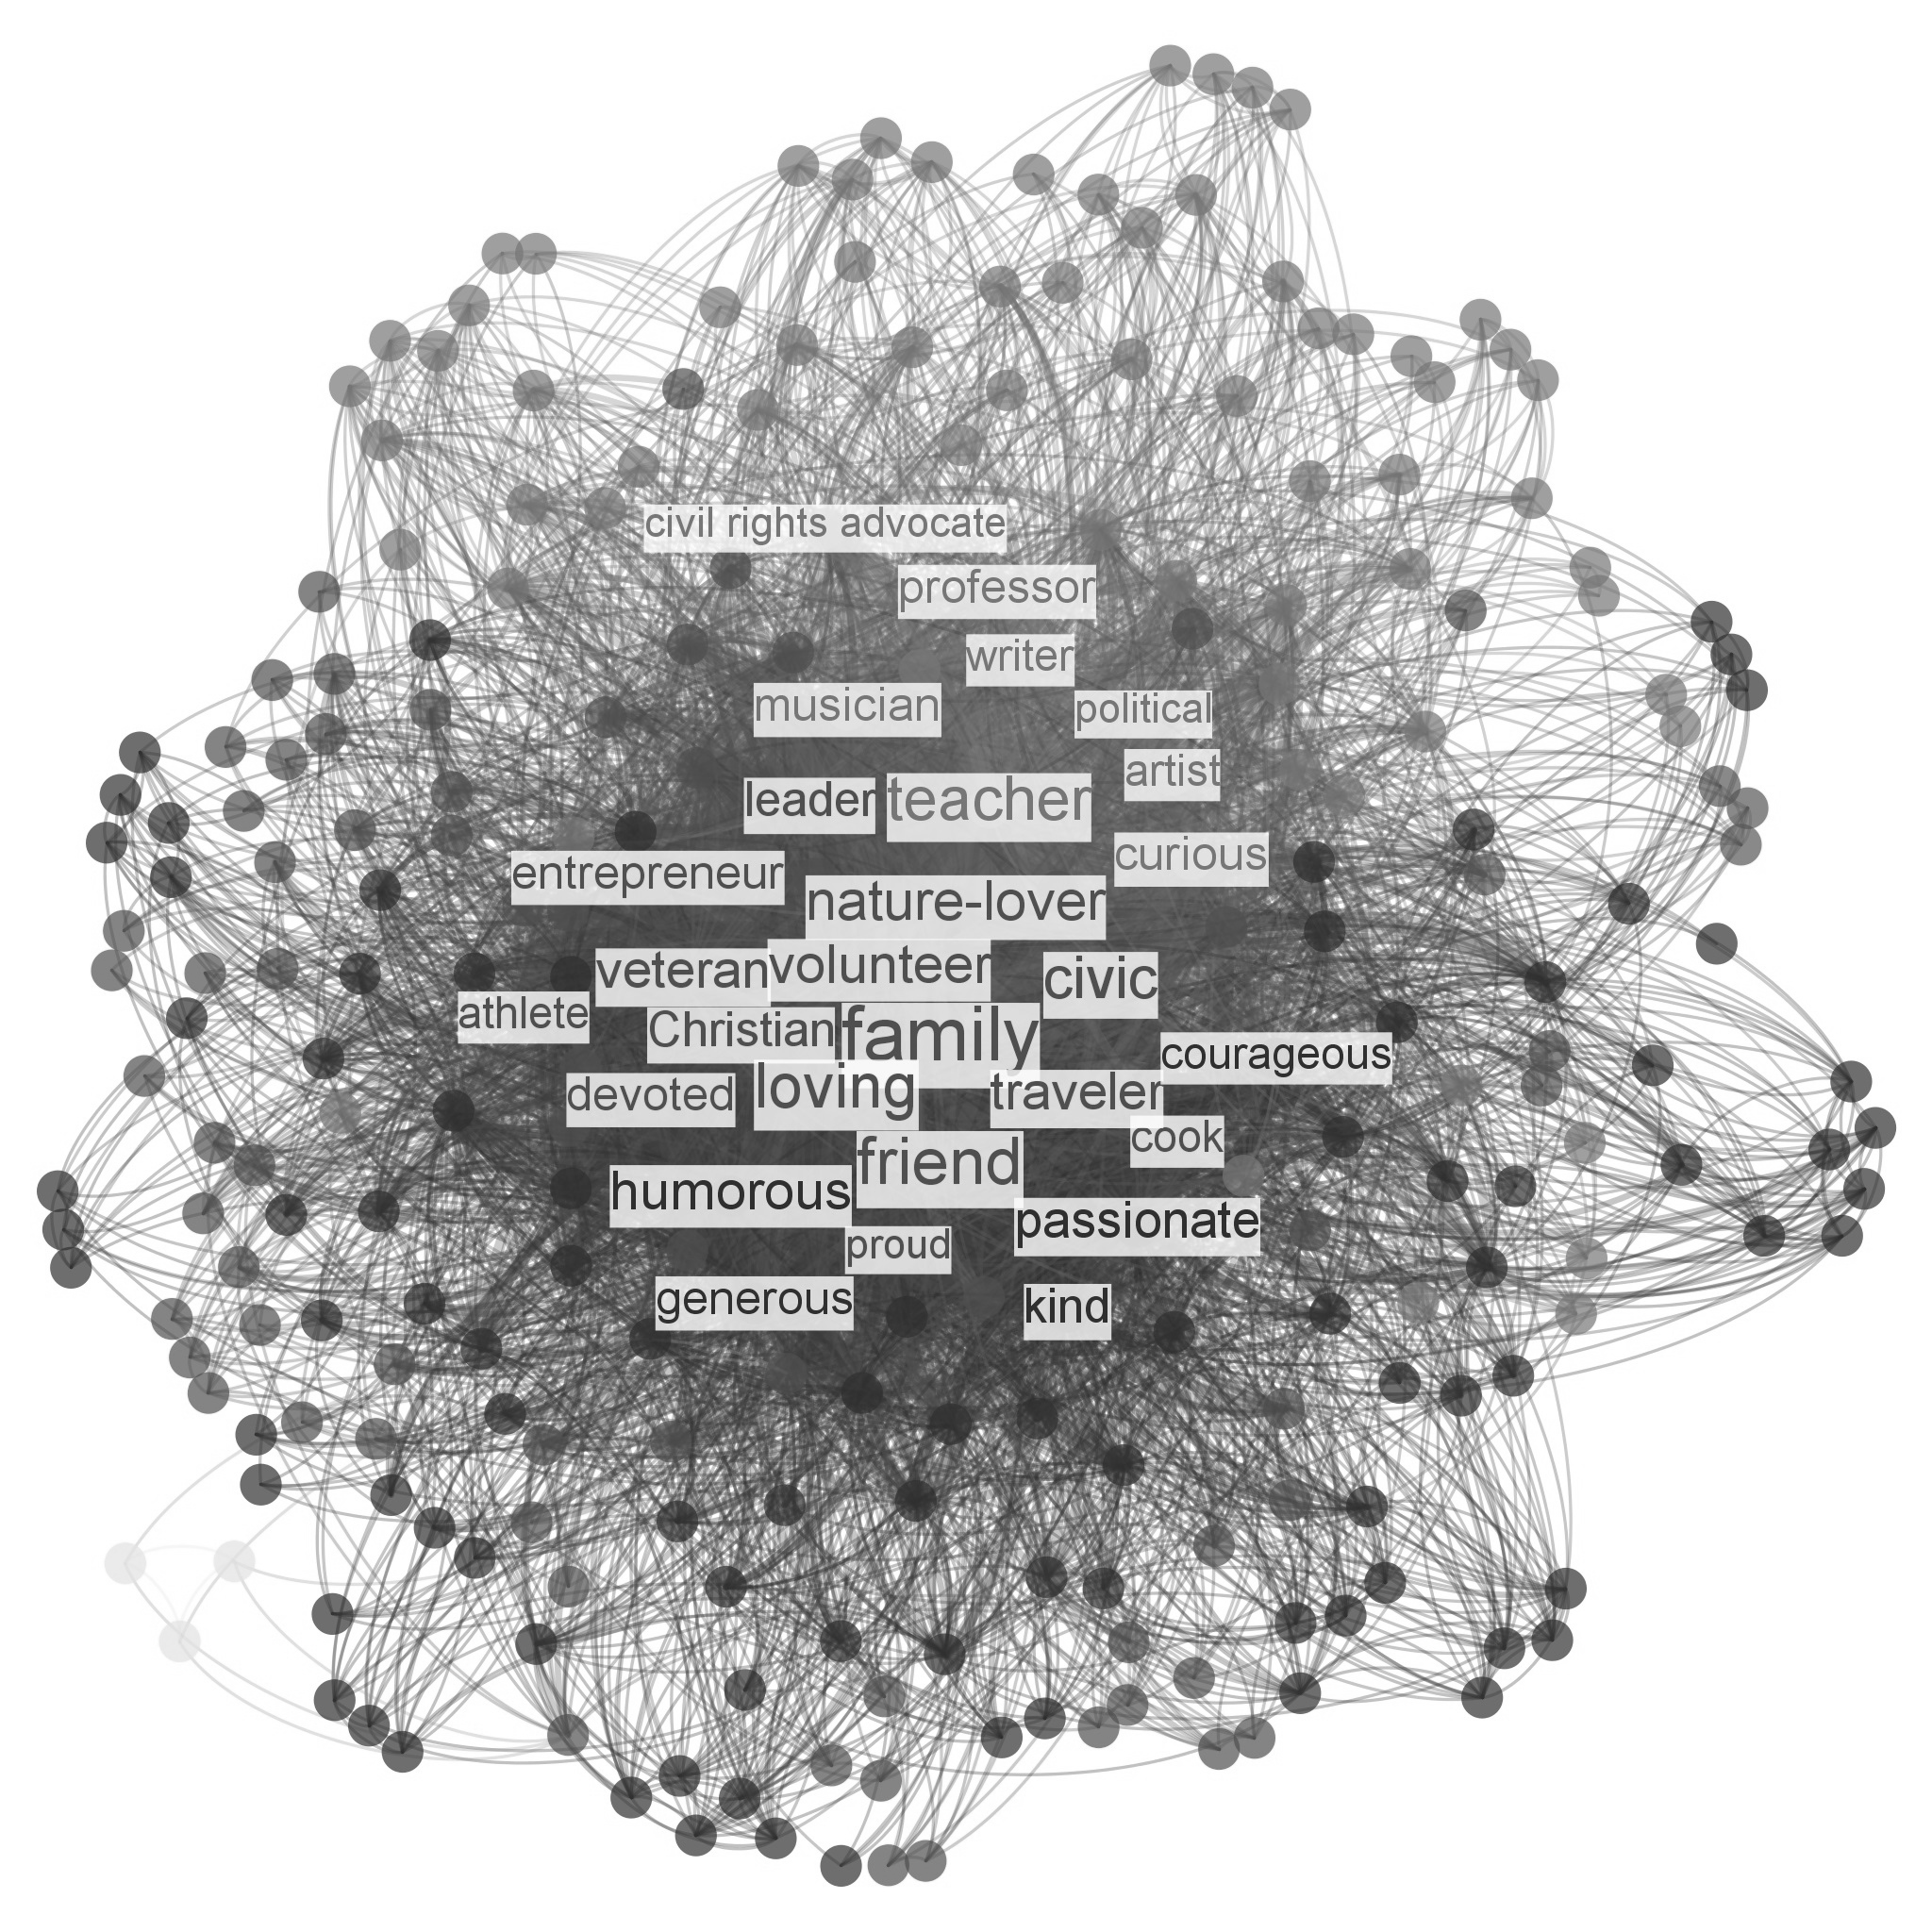 civil rights advocate
professor
writer
musician
political
artist
leader
teacher
curious
entrepreneur
nature-lover
veteran
volunteer
civic
athlete
Christian
family
courageous
devoted
loving
traveler
cook
friend
humorous
passionate
proud
generous
kind